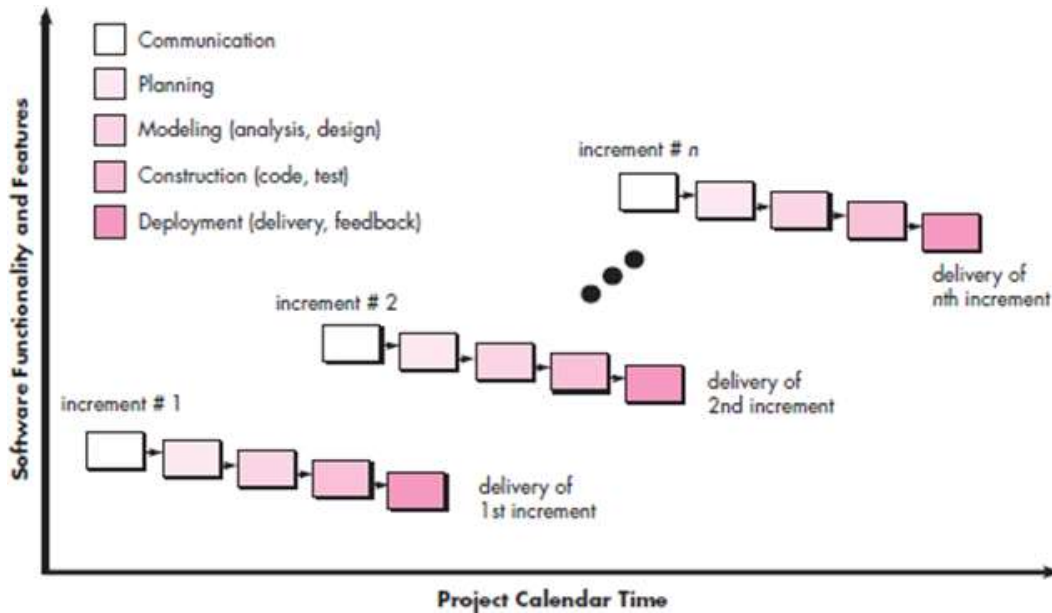 Communication
Planning
Modeling (analysis, design)
Construction (code, test)
Deployment (delivery, feedback)
increment # n
delivery of
nth increment
increment # 2
delivery of
2nd increment
increment # 1
delivery of
1st increment
Software Functionality and Features
Project Calendar Time